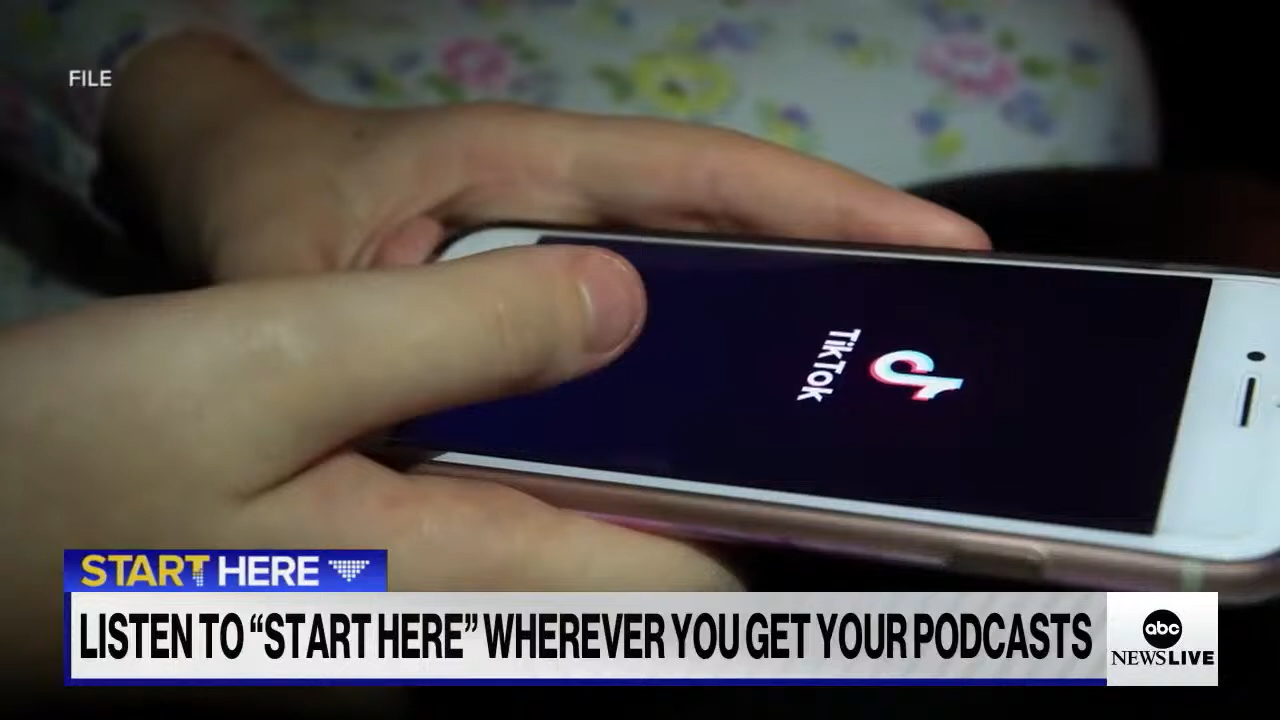 FILE
TikTok
START HERE
LISTEN TO “START HERE” WHEREVER YOU GET YOUR PODCASTS
abc
NEWSLIVE